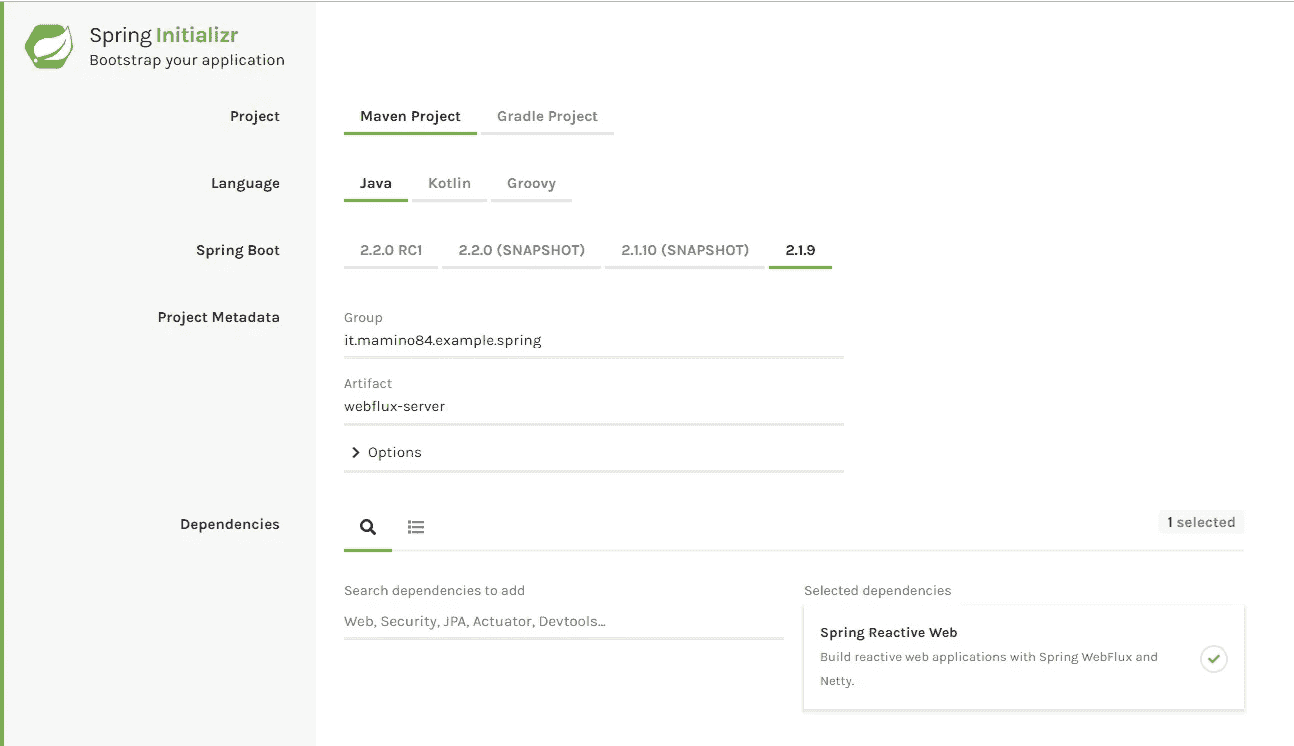 Spring Initializr
Bootstrap your application
Project
Maven Project Gradle Project
Language
Java Kotlin Groovy
Spring Boot
2.2.0 RC1 2.2.0 (SNAPSHOT) 2.1.10 (SNAPSHOT) 2.1.9
Project Metadata
Group
it.mamino84.example.spring
Artifact
webflux-server
Options
Dependencies
1 selected
Search dependencies to add
Web, Security, JPA, Actuator, Devtools...
Selected dependencies
Spring Reactive Web
Build reactive web applications with Spring WebFlux and
Netty.